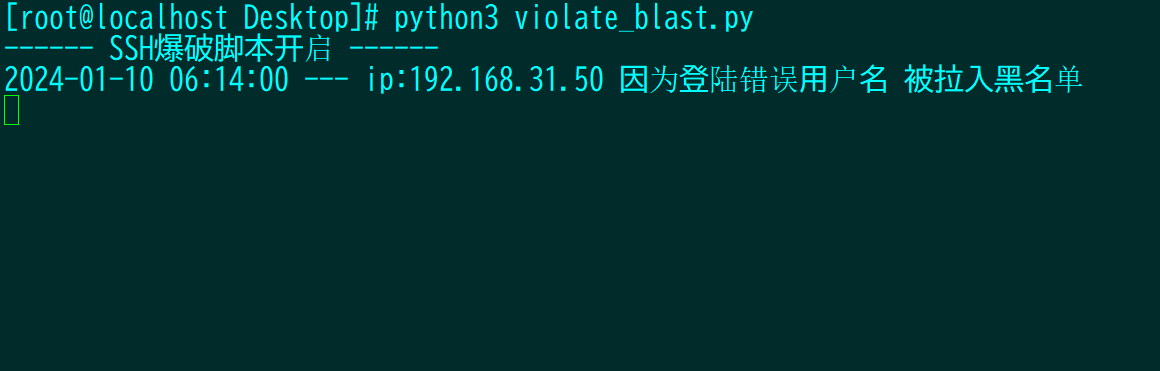 [root@localhost Desktop]# python3 violate_blast.py
------ SSH爆破脚本开启 ------
2024-01-10 06:14:00 --- ip:192.168.31.50 因为登陆错误用户名 被拉入黑名单